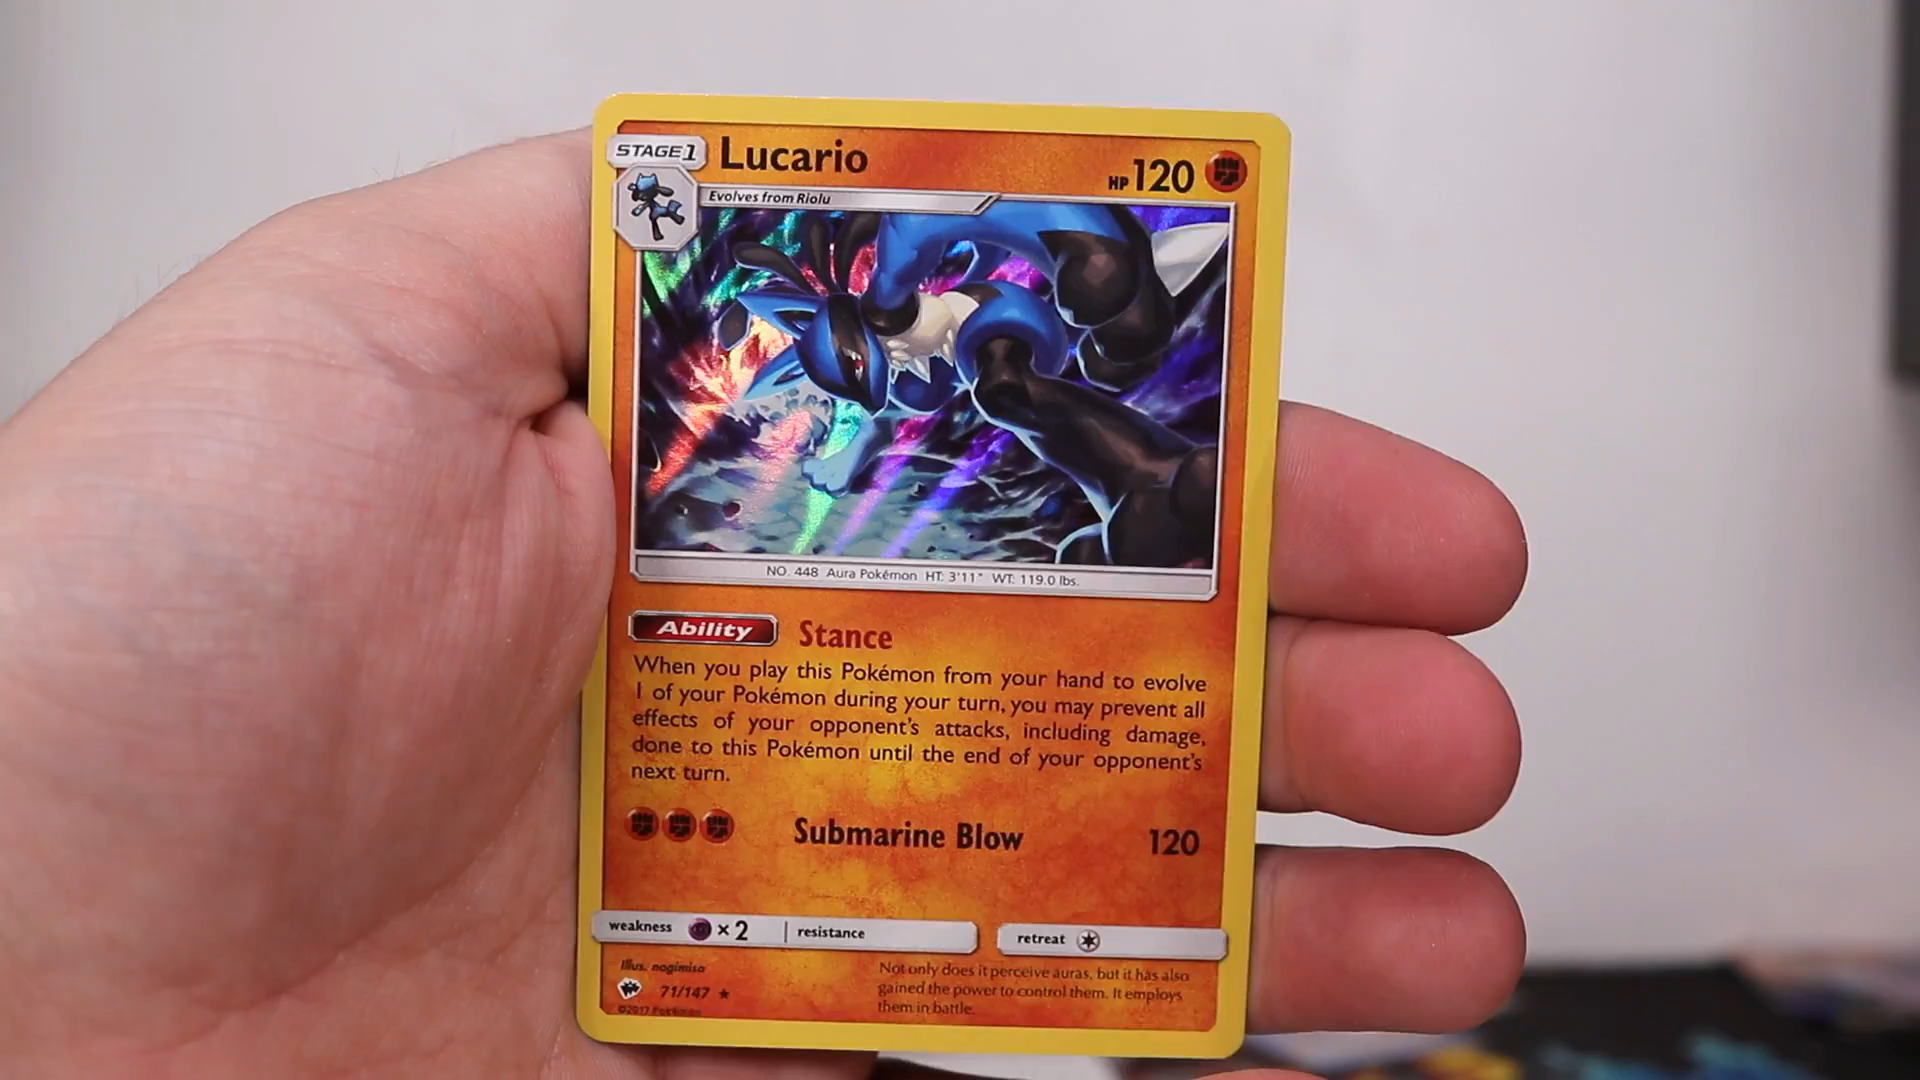 STAGE1
Lucario
HP 120
Evolves from Riolu
NO. 448 Aura Pokémon HT: 3'11" WT: 119.0 lbs.
Ability Stance
When you play this Pokémon from your hand to evolve
1 of your Pokémon during your turn, you may prevent all
effects of your opponent's attacks, including damage,
done to this Pokémon until the end of your opponent's
next turn.
Submarine Blow 120
weakness ×2 resistance retreat
Illus. nagimiso
71/147 ★
©2017 Pokémon
Not only does it perceive auras, but it has also
gained the power to control them. It employs
them in battle.